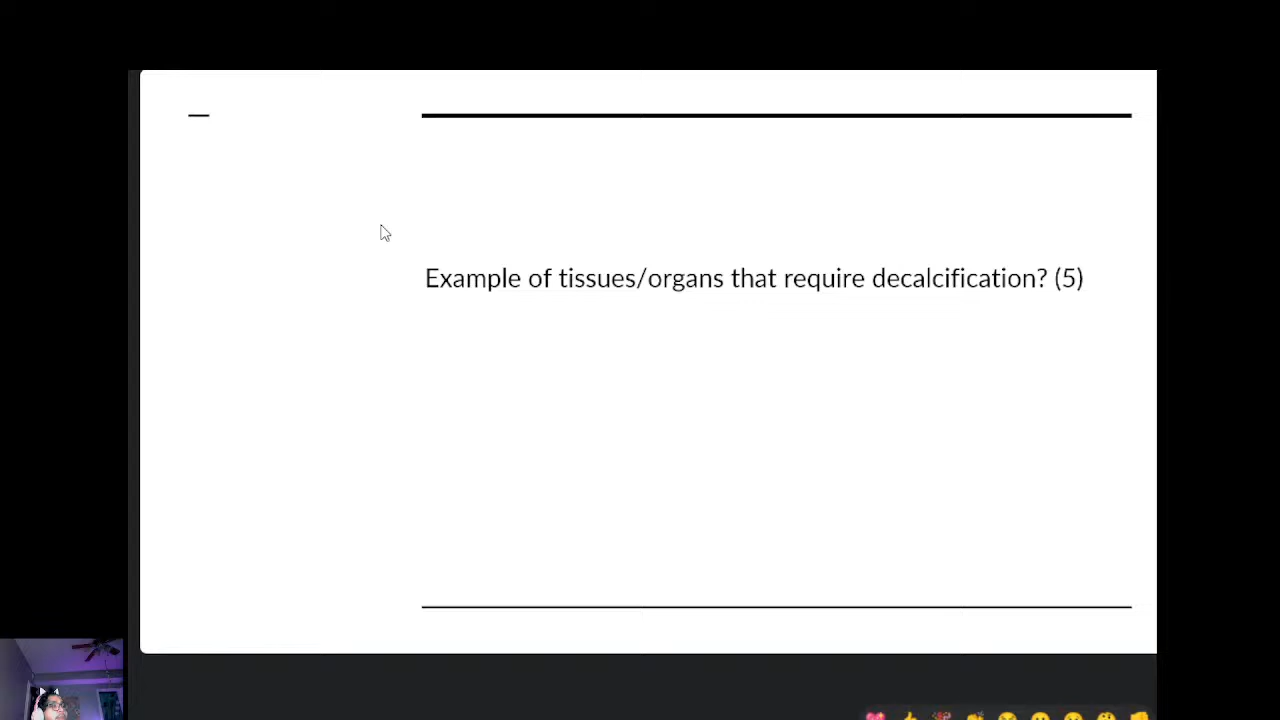 Example of tissues/organs that require decalcification? (5)